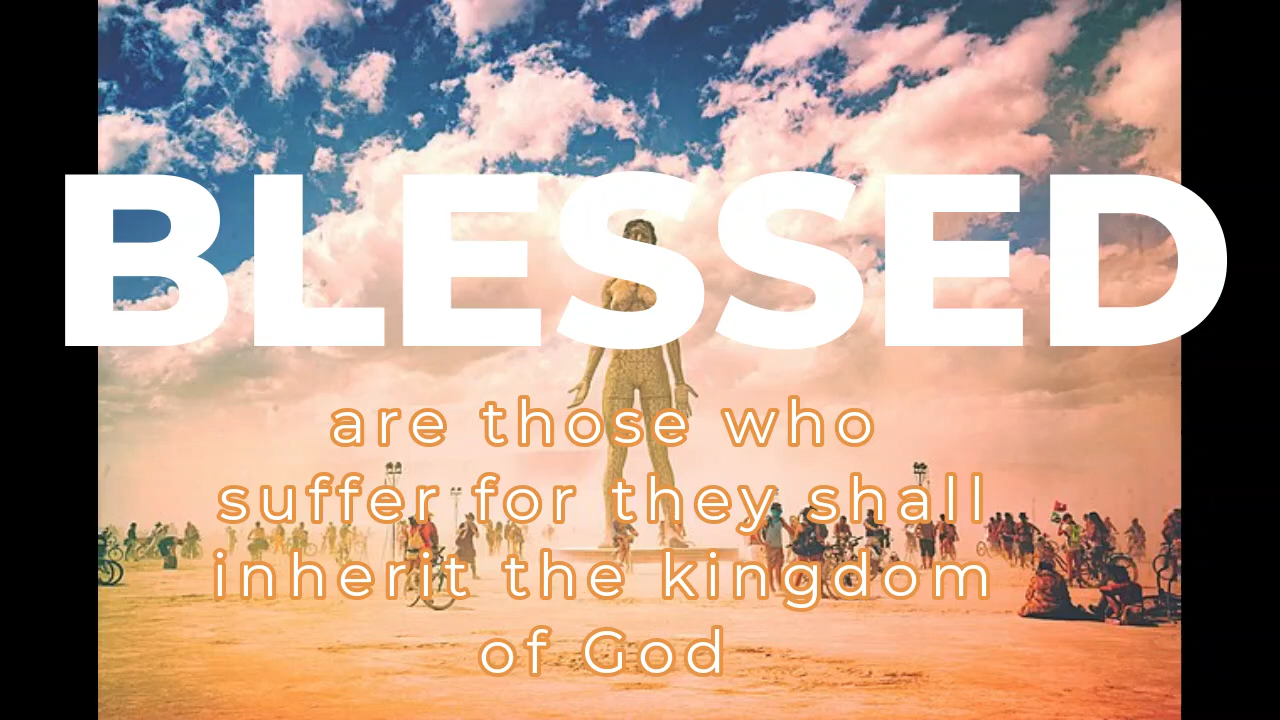 BLESSED
are those who
suffer for they shall
inherit the kingdom
of God